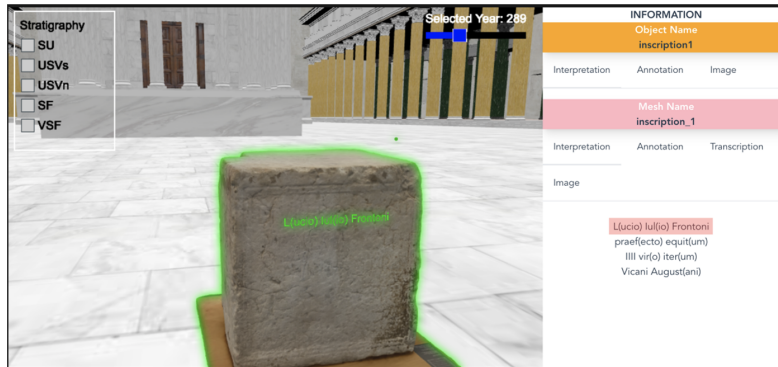 Stratigraphy
SU
USVs
USVn
SF
VSF
Selected Year: 289
L(ucio) Iul(io) Frontoni
INFORMATION
Object Name
inscription1
Interpretation Annotation Image
Mesh Name
inscription_1
Interpretation Annotation Transcription
Image
L(ucio) Iul(io) Frontoni
praef(ecto) equit(um)
IIII vir(o) iter(um)
Vicani August(ani)